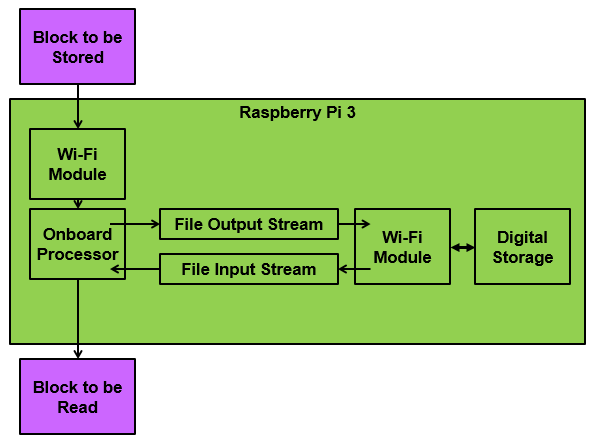 Block to be
Stored
Raspberry Pi 3
Wi-Fi
Module
Onboard
Processor
File Output Stream
File Input Stream
Wi-Fi
Module
Digital
Storage
Block to be
Read